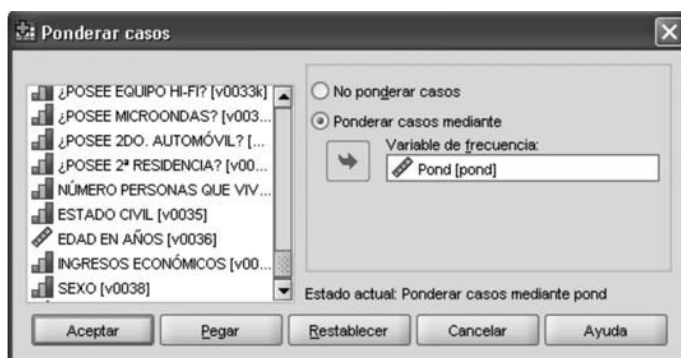 Ponderar casos
¿POSEE EQUIPO HI-FI? [v0033k]
¿POSEE MICROONDAS? [v003...
¿POSEE 2DO. AUTOMÓVIL? [...
¿POSEE 2ª RESIDENCIA? [v00...
NÚMERO PERSONAS QUE VIV...
ESTADO CIVIL [v0035]
EDAD EN AÑOS [v0036]
INGRESOS ECONÓMICOS [v00...
SEXO [v0038]
No ponderar casos
Ponderar casos mediante
Variable de frecuencia:
Pond [pond]
Estado actual: Ponderar casos mediante pond
Aceptar
Pegar
Restablecer
Cancelar
Ayuda